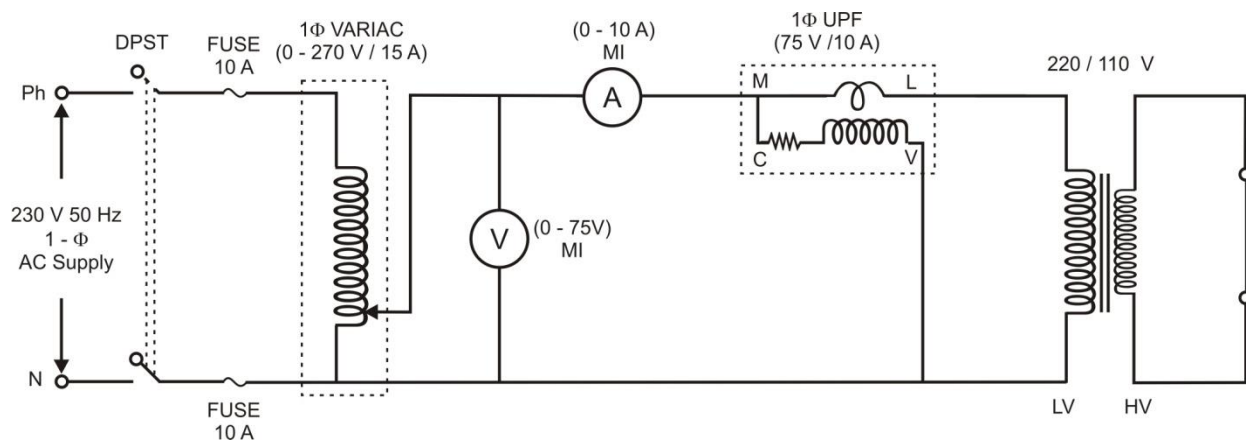 DPST
FUSE
10 A
1Φ VARIAC
(0 - 270 V / 15 A)
(0 - 10 A)
MI
1Φ UPF
(75 V /10 A)
220 / 110 V
Ph
M
L
A
C
V
230 V 50 Hz
1 - Φ
AC Supply
V
(0 - 75V)
MI
N
FUSE
10 A
LV
HV